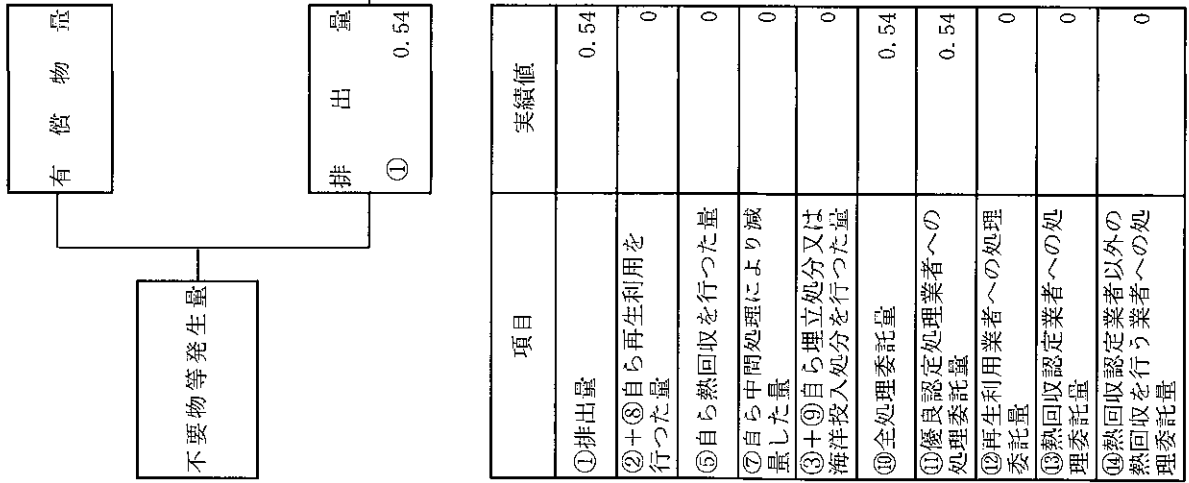 不要物等発生量
有償物量
排出量
① 0.54
項目 実績値
①排出量 0.54
②+⑧自ら再生利用を
行つた量 0
⑤自ら熱回収を行つた量 0
⑦自ら中間処理により減
量した量 0
③+⑨自ら埋立処分又は
海洋投入処分を行つた量 0
⑩全処理委託量 0.54
⑪優良認定処理業者への
処理委託量 0.54
⑫再生利用業者への処理
委託量 0
⑬熱回収認定業者への処
理委託量 0
⑭熱回収認定業者以外の
熱回収を行う業者への処
理委託量 0